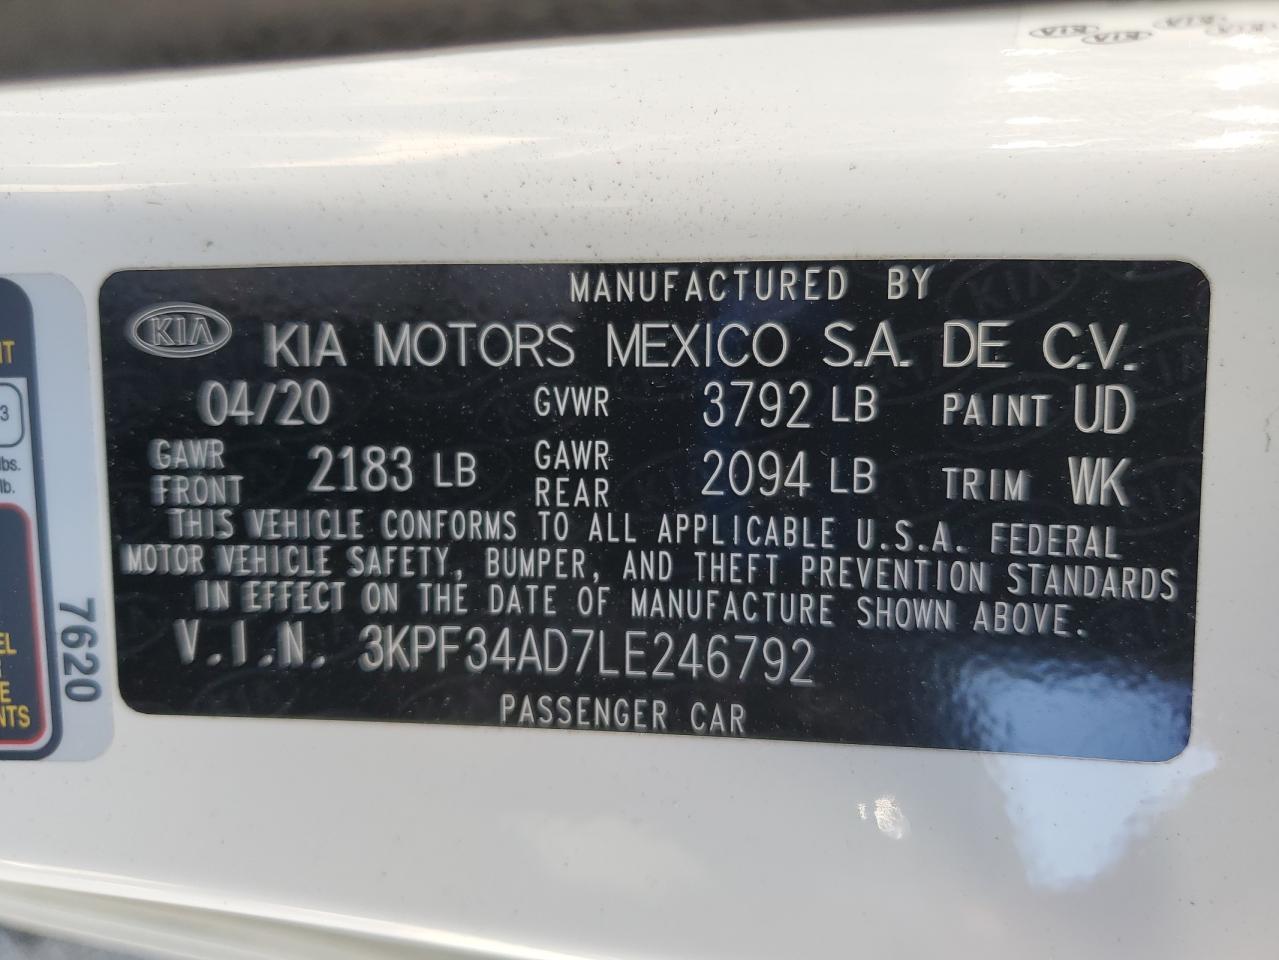 MANUFACTURED BY
KIA KIA MOTORS MEXICO S.A. DE C.V.
04/20 GVWR 3792 LB PAINT UD
GAWR FRONT 2183 LB GAWR REAR 2094 LB TRIM WK
THIS VEHICLE CONFORMS TO ALL APPLICABLE U.S.A. FEDERAL
MOTOR VEHICLE SAFETY, BUMPER, AND THEFT PREVENTION STANDARDS
IN EFFECT ON THE DATE OF MANUFACTURE SHOWN ABOVE.
V.I.N. 3KPF34AD7LE246792
PASSENGER CAR
7620